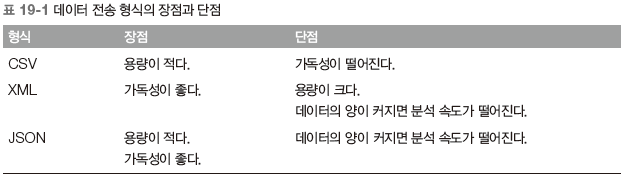 표 19-1 데이터 전송 형식의 장점과 단점
형식 장점 단점
CSV 용량이 적다. 가독성이 떨어진다.
XML 가독성이 좋다. 용량이 크다.
데이터의 양이 커지면 분석 속도가 떨어진다.
JSON 용량이 적다. 데이터의 양이 커지면 분석 속도가 떨어진다.
가독성이 좋다.